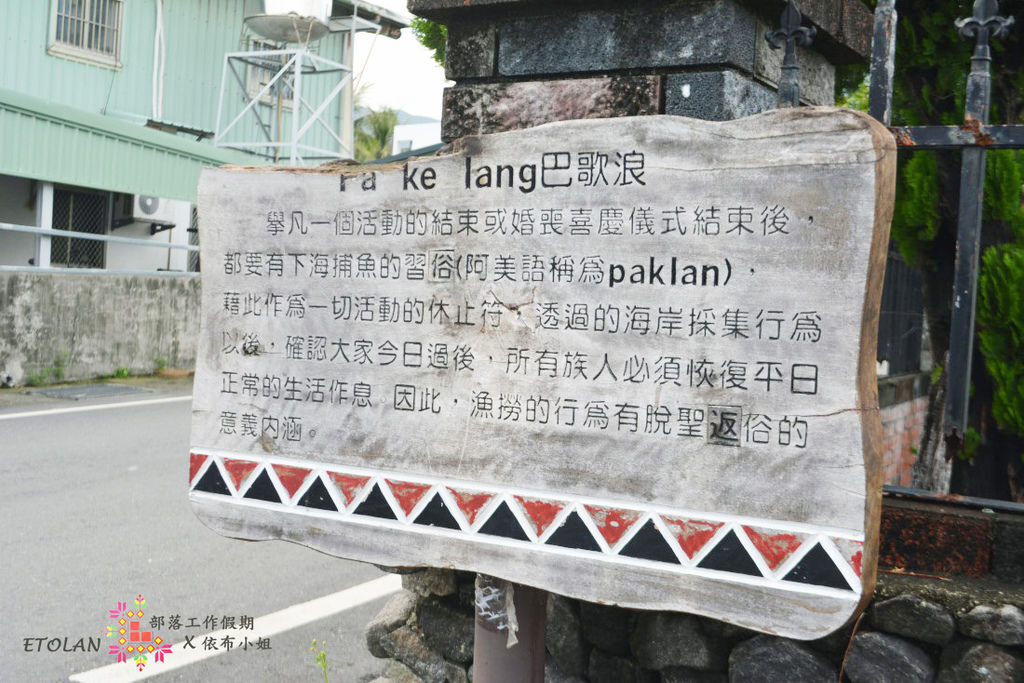 Pa ke lang巴歌浪
舉凡一個活動的結束或婚喪喜慶儀式結束後，
都要有下海捕魚的習俗(阿美語稱為paklan)，
藉此作為一切活動的休止符、透過的海岸採集行為
以後，確認大家今日過後，所有族人必須恢復平日
正常的生活作息。因此，漁撈的行為有脫聖返俗的
意義內涵。
ETOLAN 部落工作假期
X 依布小姐